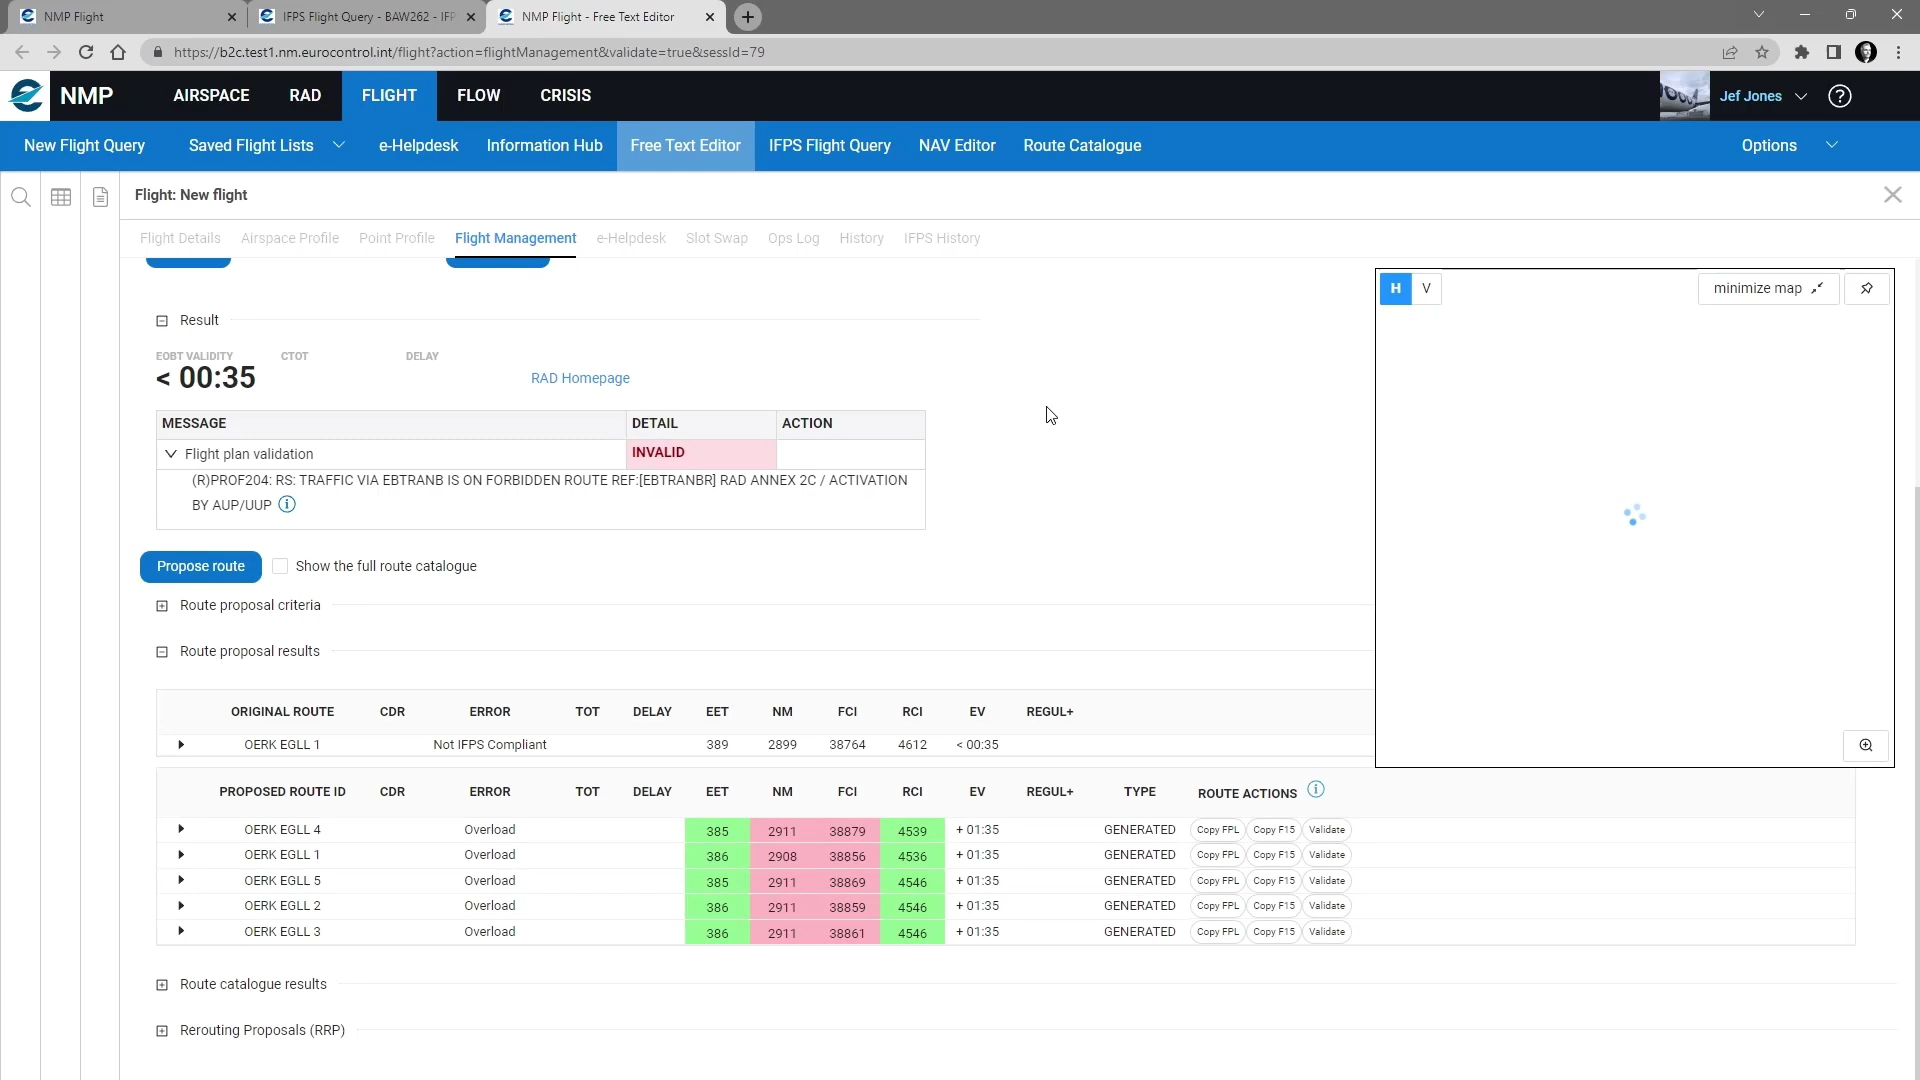 NMP Flight
IFPS Flight Query - BAW262 - IFP
NMP Flight - Free Text Editor
https://b2c.test1.nm.eurocontrol.int/flight?action=flightManagement&validate=true&sessId=79
NMP AIRSPACE RAD FLIGHT FLOW CRISIS Jef Jones ?
New Flight Query Saved Flight Lists e-Helpdesk Information Hub Free Text Editor IFPS Flight Query NAV Editor Route Catalogue Options
Flight: New flight
Flight Details Airspace Profile Point Profile Flight Management e-Helpdesk Slot Swap Ops Log History IFPS History
H V minimize map
Result
EOBT VALIDITY CTOT DELAY
< 00:35 RAD Homepage
MESSAGE DETAIL ACTION
Flight plan validation INVALID
(R)PROF204: RS: TRAFFIC VIA EBTRANB IS ON FORBIDDEN ROUTE REF:[EBTRANBR] RAD ANNEX 2C / ACTIVATION
BY AUP/UUP i
Propose route Show the full route catalogue
Route proposal criteria
Route proposal results
ORIGINAL ROUTE CDR ERROR TOT DELAY EET NM FCI RCI EV REGUL+
OERK EGLL 1 Not IFPS Compliant 389 2899 38764 4612 < 00:35
PROPOSED ROUTE ID CDR ERROR TOT DELAY EET NM FCI RCI EV REGUL+ TYPE ROUTE ACTIONS i
OERK EGLL 4 Overload 385 2911 38879 4539 + 01:35 GENERATED Copy FPL Copy F15 Validate
OERK EGLL 1 Overload 386 2908 38856 4536 + 01:35 GENERATED Copy FPL Copy F15 Validate
OERK EGLL 5 Overload 385 2911 38869 4546 + 01:35 GENERATED Copy FPL Copy F15 Validate
OERK EGLL 2 Overload 386 2911 38859 4546 + 01:35 GENERATED Copy FPL Copy F15 Validate
OERK EGLL 3 Overload 386 2911 38861 4546 + 01:35 GENERATED Copy FPL Copy F15 Validate
Route catalogue results
Rerouting Proposals (RRP)